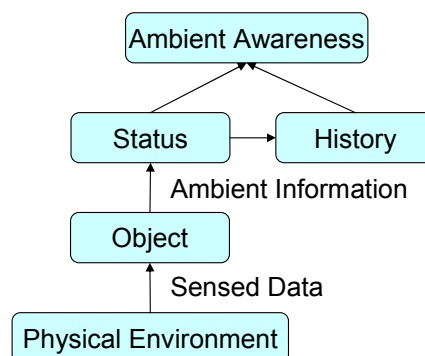 Ambient Awareness
Status
History
Ambient Information
Object
Sensed Data
Physical Environment